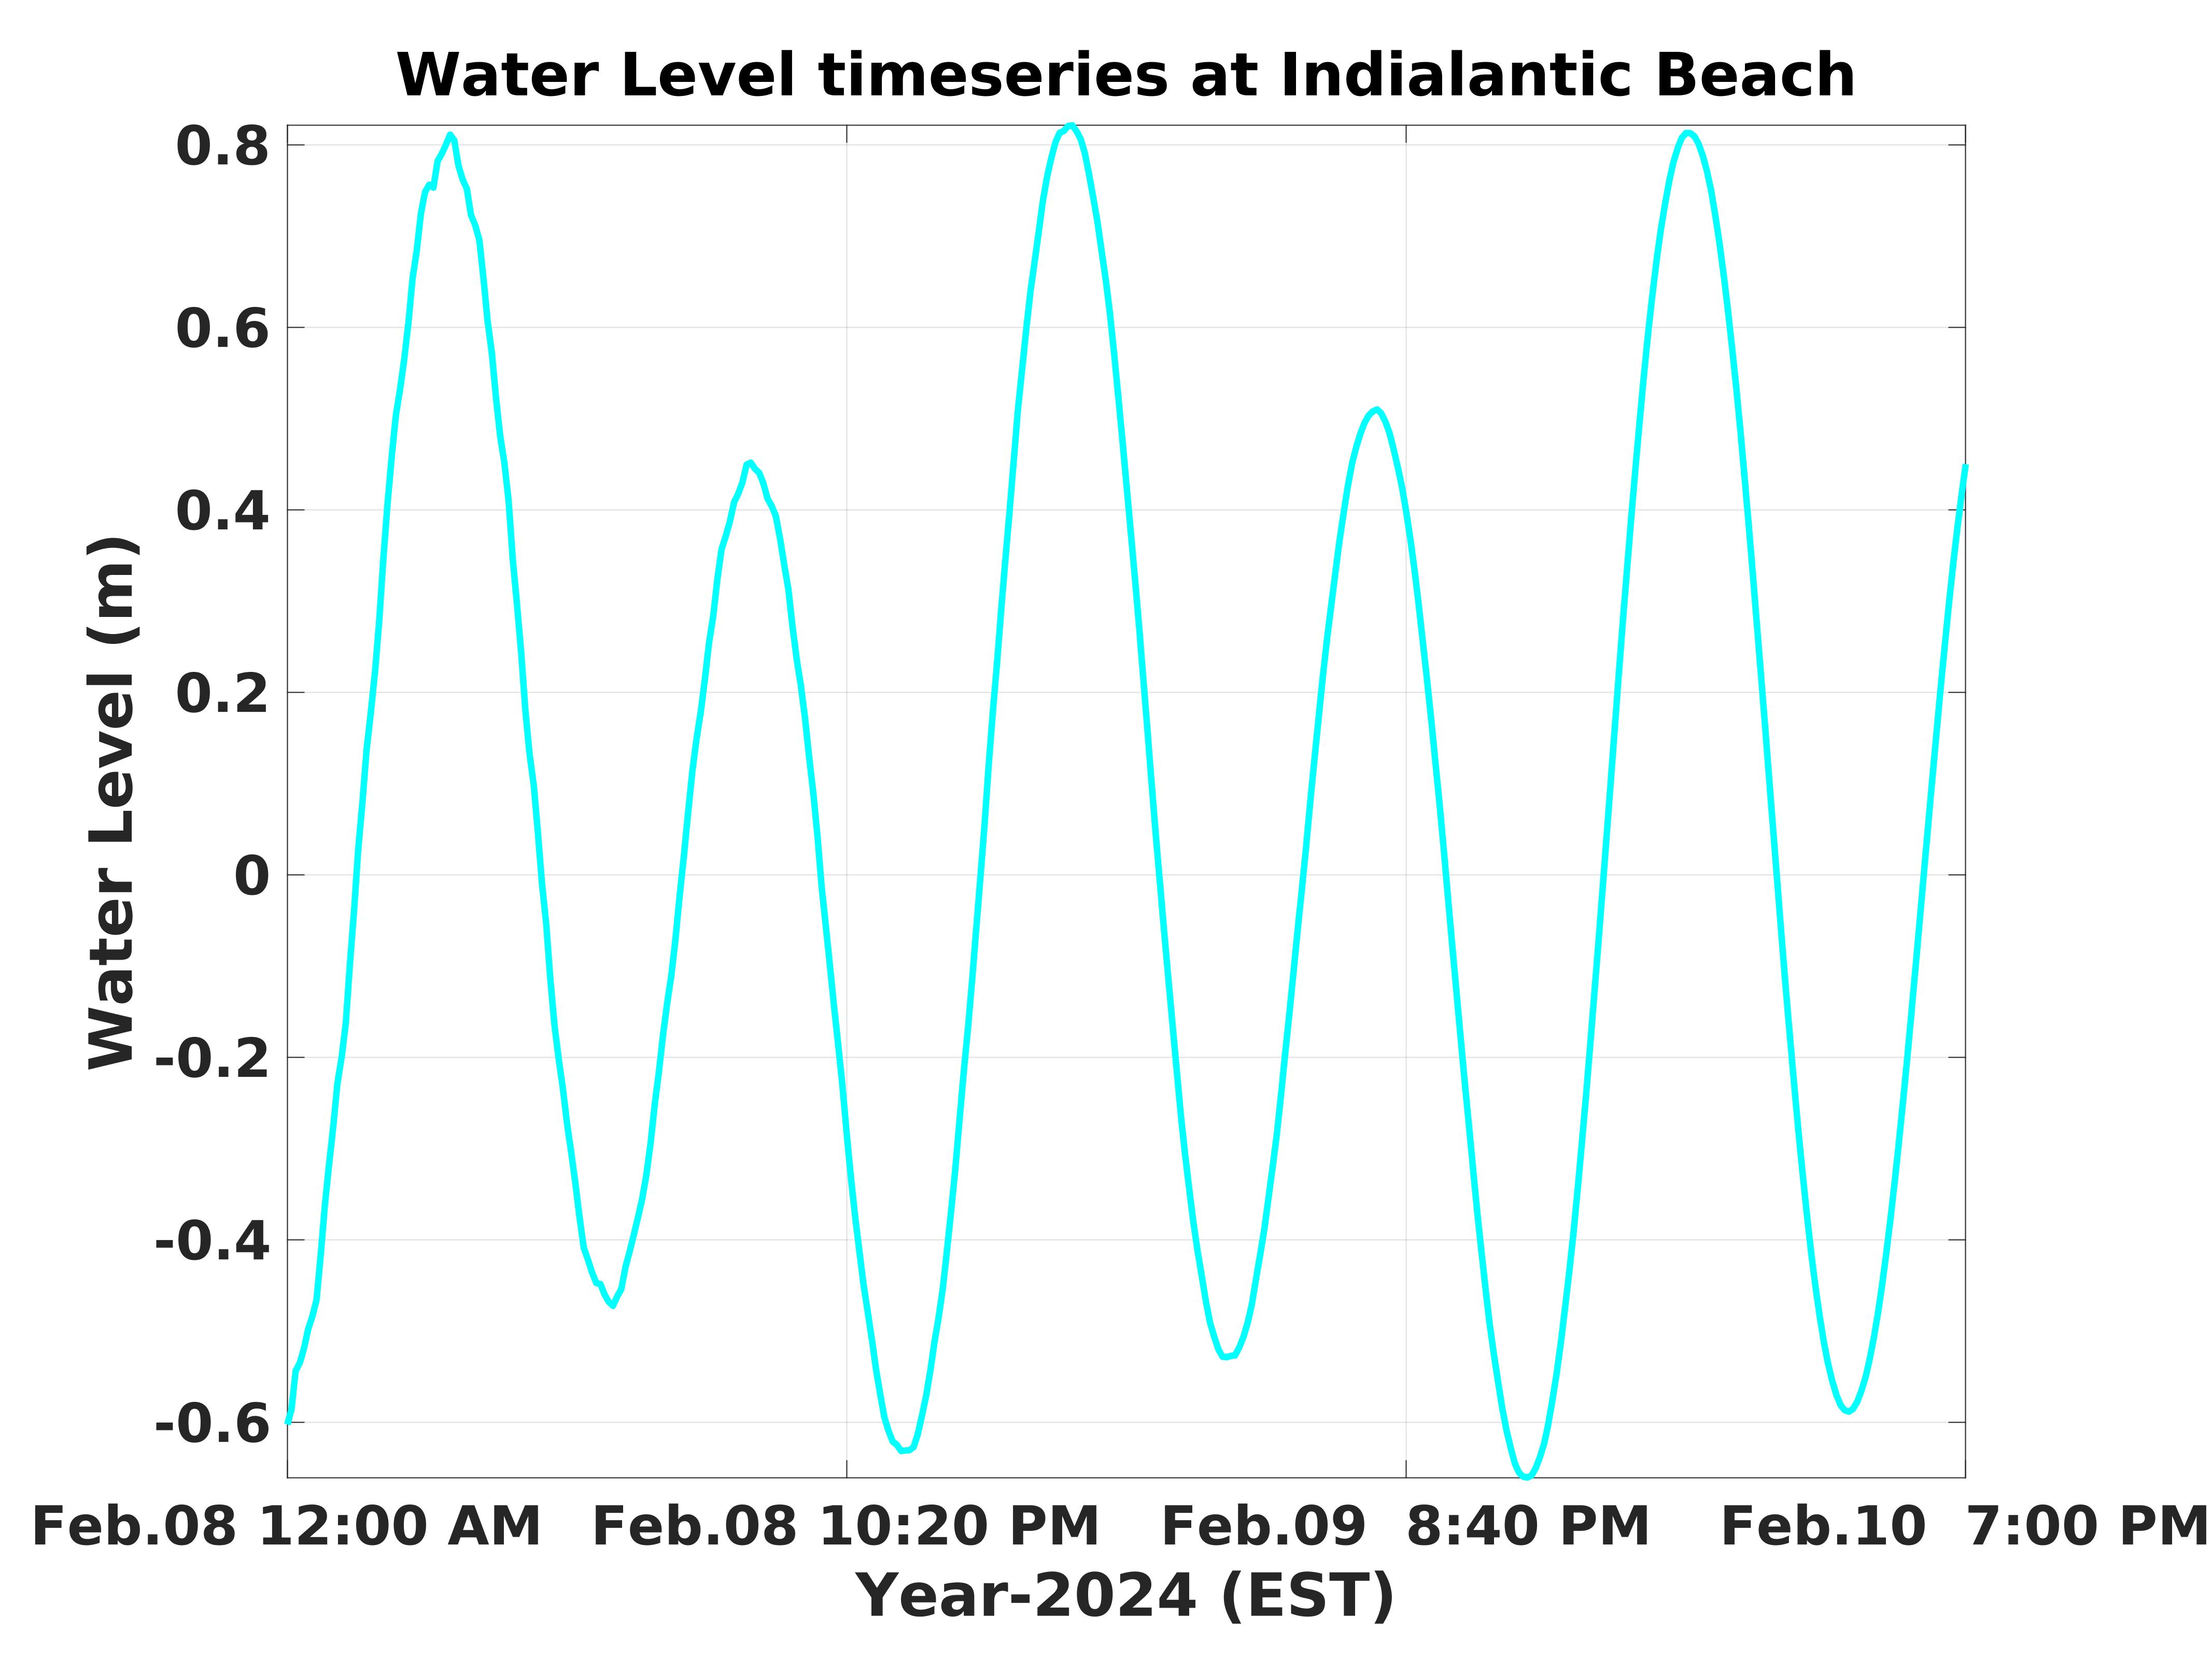 Water Level timeseries at Indialantic Beach
0.8
0.6
0.4
0.2
0
-0.2
-0.4
-0.6
Water Level (m)
Feb.08 12:00 AM Feb.08 10:20 PM Feb.09 8:40 PM Feb.10 7:00 PM
Year-2024 (EST)